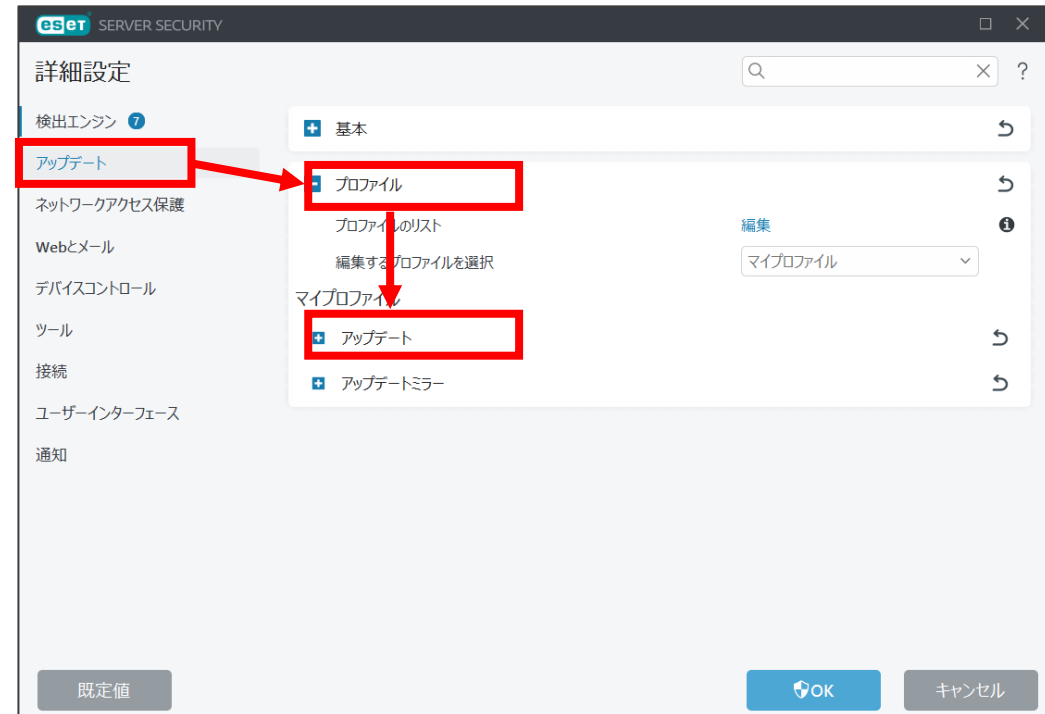 eset SERVER SECURITY
詳細設定
?
検出エンジン 7
基本
アップデート
プロファイル
ネットワークアクセス保護
プロファイルのリスト
編集
Webとメール
編集するプロファイルを選択
マイプロファイル
デバイスコントロール
マイプロファイル
ツール
アップデート
接続
アップデートミラー
ユーザーインターフェース
通知
既定値
OK
キャンセル